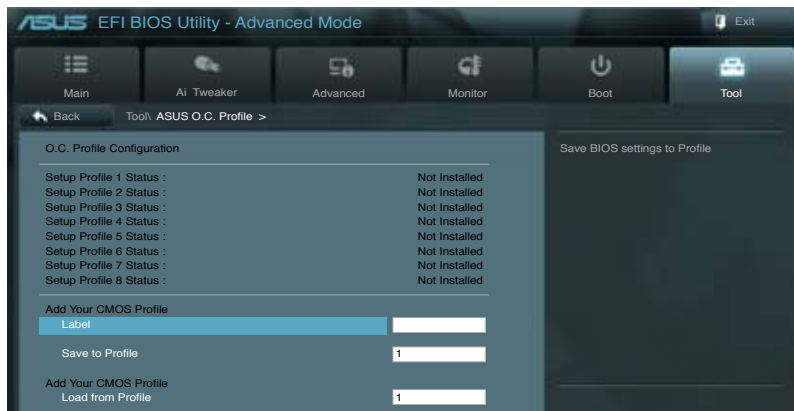 ASUS EFI BIOS Utility - Advanced Mode
Exit
Main
Ai Tweaker
Advanced
Monitor
Boot
Tool
Back
Tool\ ASUS O.C. Profile >
O.C. Profile Configuration
Save BIOS settings to Profile
Setup Profile 1 Status : Not Installed
Setup Profile 2 Status : Not Installed
Setup Profile 3 Status : Not Installed
Setup Profile 4 Status : Not Installed
Setup Profile 5 Status : Not Installed
Setup Profile 6 Status : Not Installed
Setup Profile 7 Status : Not Installed
Setup Profile 8 Status : Not Installed
Add Your CMOS Profile
Label
Save to Profile 1
Add Your CMOS Profile
Load from Profile 1